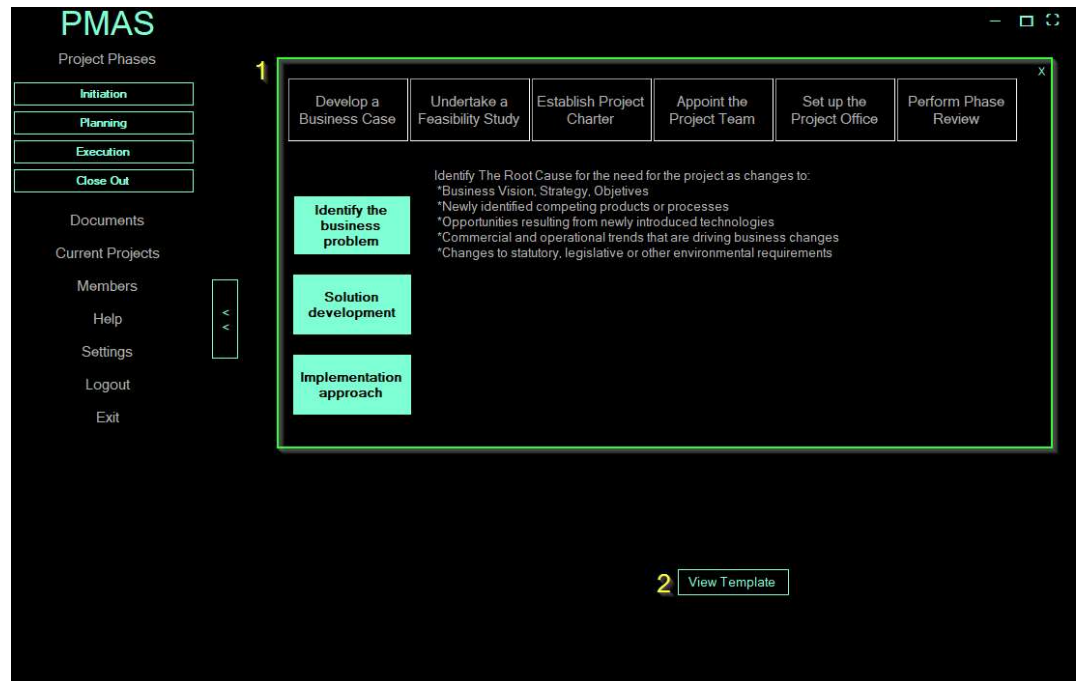 PMAS
Project Phases
Initiation
Planning
Execution
Close Out
Documents
Current Projects
Members
Help
Settings
Logout
Exit
<
<
1
X
Develop a
Business Case
Undertake a
Feasibility Study
Establish Project
Charter
Appoint the
Project Team
Set up the
Project Office
Perform Phase
Review
Identify the
business
problem
Solution
development
Implementation
approach
Identify The Root Cause for the need for the project as changes to:
*Business Vision, Strategy, Objetives
*Newly identified competing products or processes
*Opportunities resulting from newly introduced technologies
*Commercial and operational trends that are driving business changes
*Changes to statutory, legislative or other environmental requirements
2
View Template